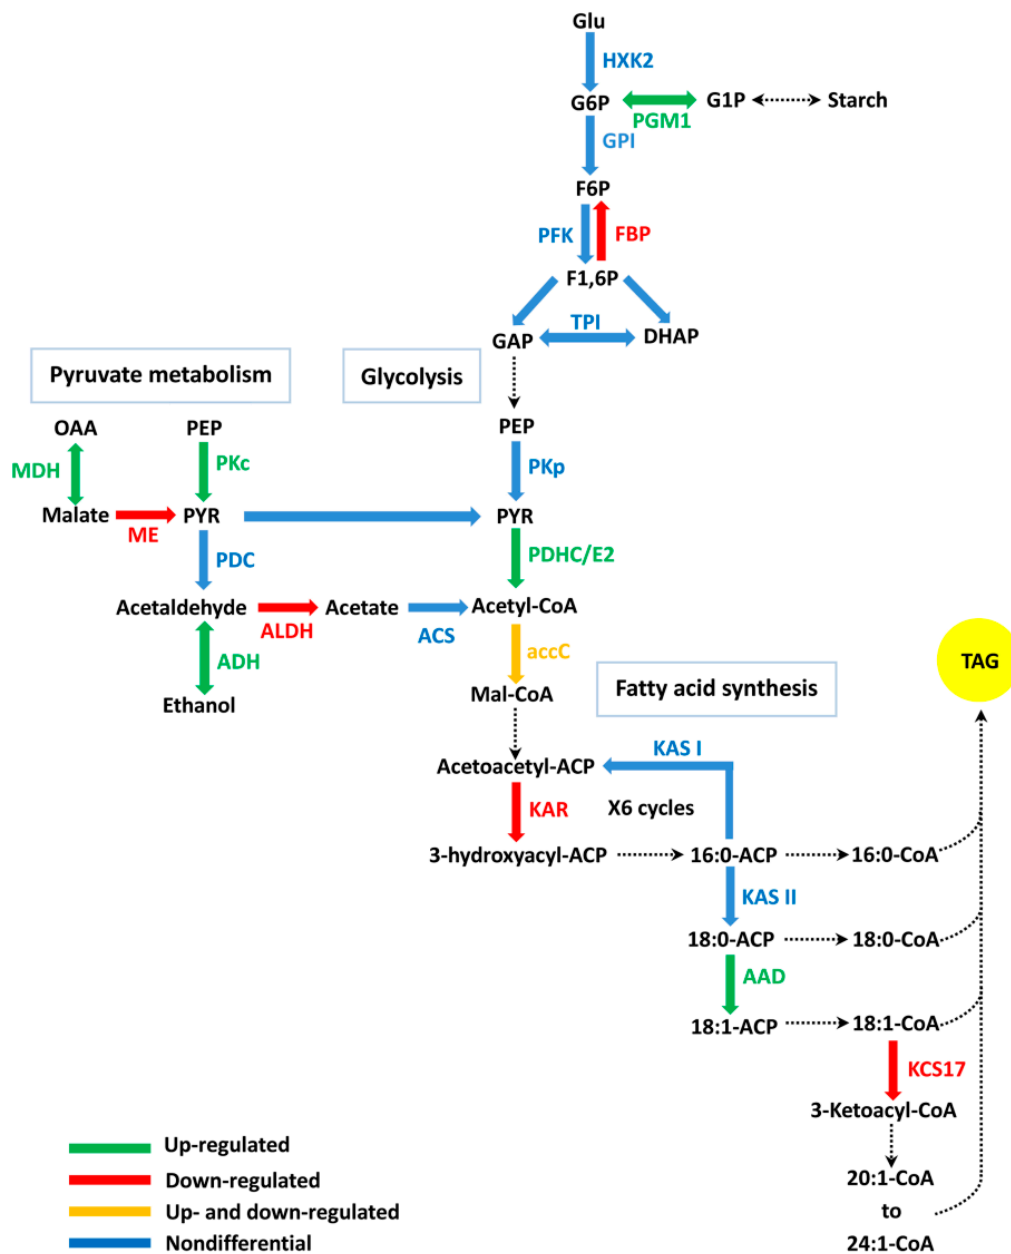 Glu
HXK2
G6P
PGM1
G1P
Starch
GPI
F6P
PFK
FBP
F1,6P
GAP
TPI
DHAP
Pyruvate metabolism
Glycolysis
OAA
PEP
PEP
MDH
PKc
PKp
Malate
ME
PYR
PYR
PDC
PDHC/E2
Acetaldehyde
ALDH
Acetate
ACS
Acetyl-CoA
ADH
accC
Ethanol
Mal-CoA
Fatty acid synthesis
TAG
KAS I
Acetoacetyl-ACP
KAR
X6 cycles
3-hydroxyacyl-ACP
16:0-ACP
16:0-CoA
KAS II
18:0-ACP
18:0-CoA
AAD
18:1-ACP
18:1-CoA
KCS17
3-Ketoacyl-CoA
20:1-CoA
to
24:1-CoA
Up-regulated
Down-regulated
Up- and down-regulated
Nondifferential